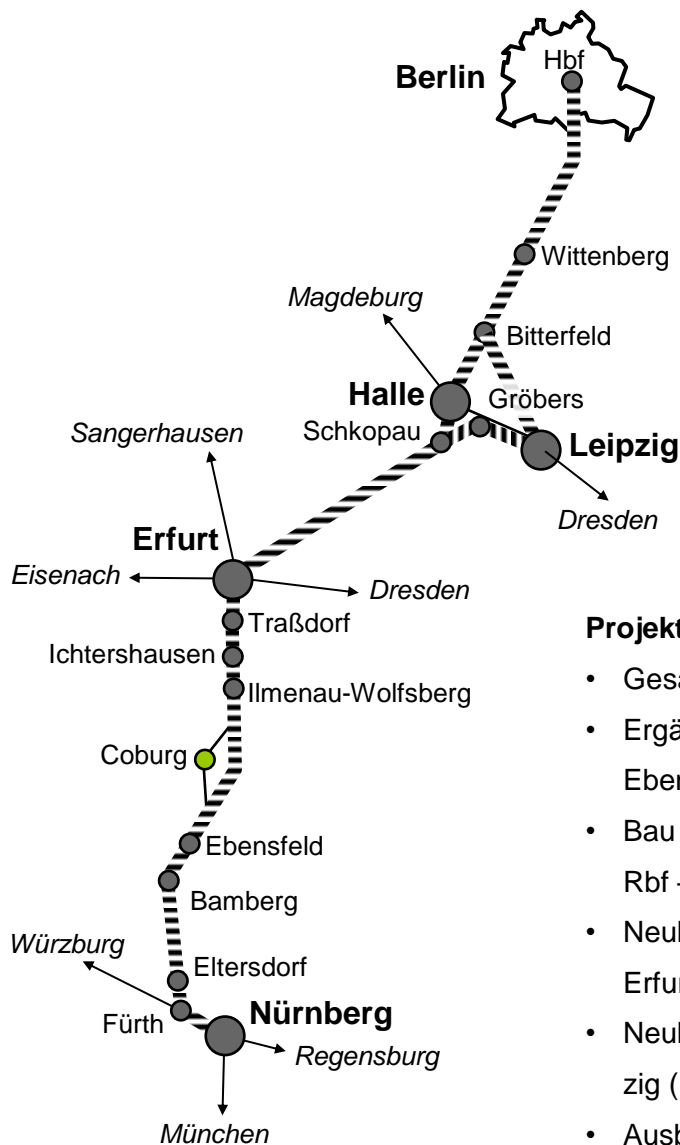 Hbf
Berlin
Wittenberg
Magdeburg
Bitterfeld
Halle
Gröbers
Schkopau
Leipzig
Sangerhausen
Dresden
Erfurt
Eisenach
Dresden
Traßdorf
Ichtershausen
Ilmenau-Wolfsberg
Coburg
Ebensfeld
Bamberg
Würzburg
Eltersdorf
Fürth
Nürnberg
Regensburg
München
Projekt
• Gesa
• Ergä
Eber
• Bau
Rbf -
• Neul
Erfur
• Neul
zig (
• Ausb